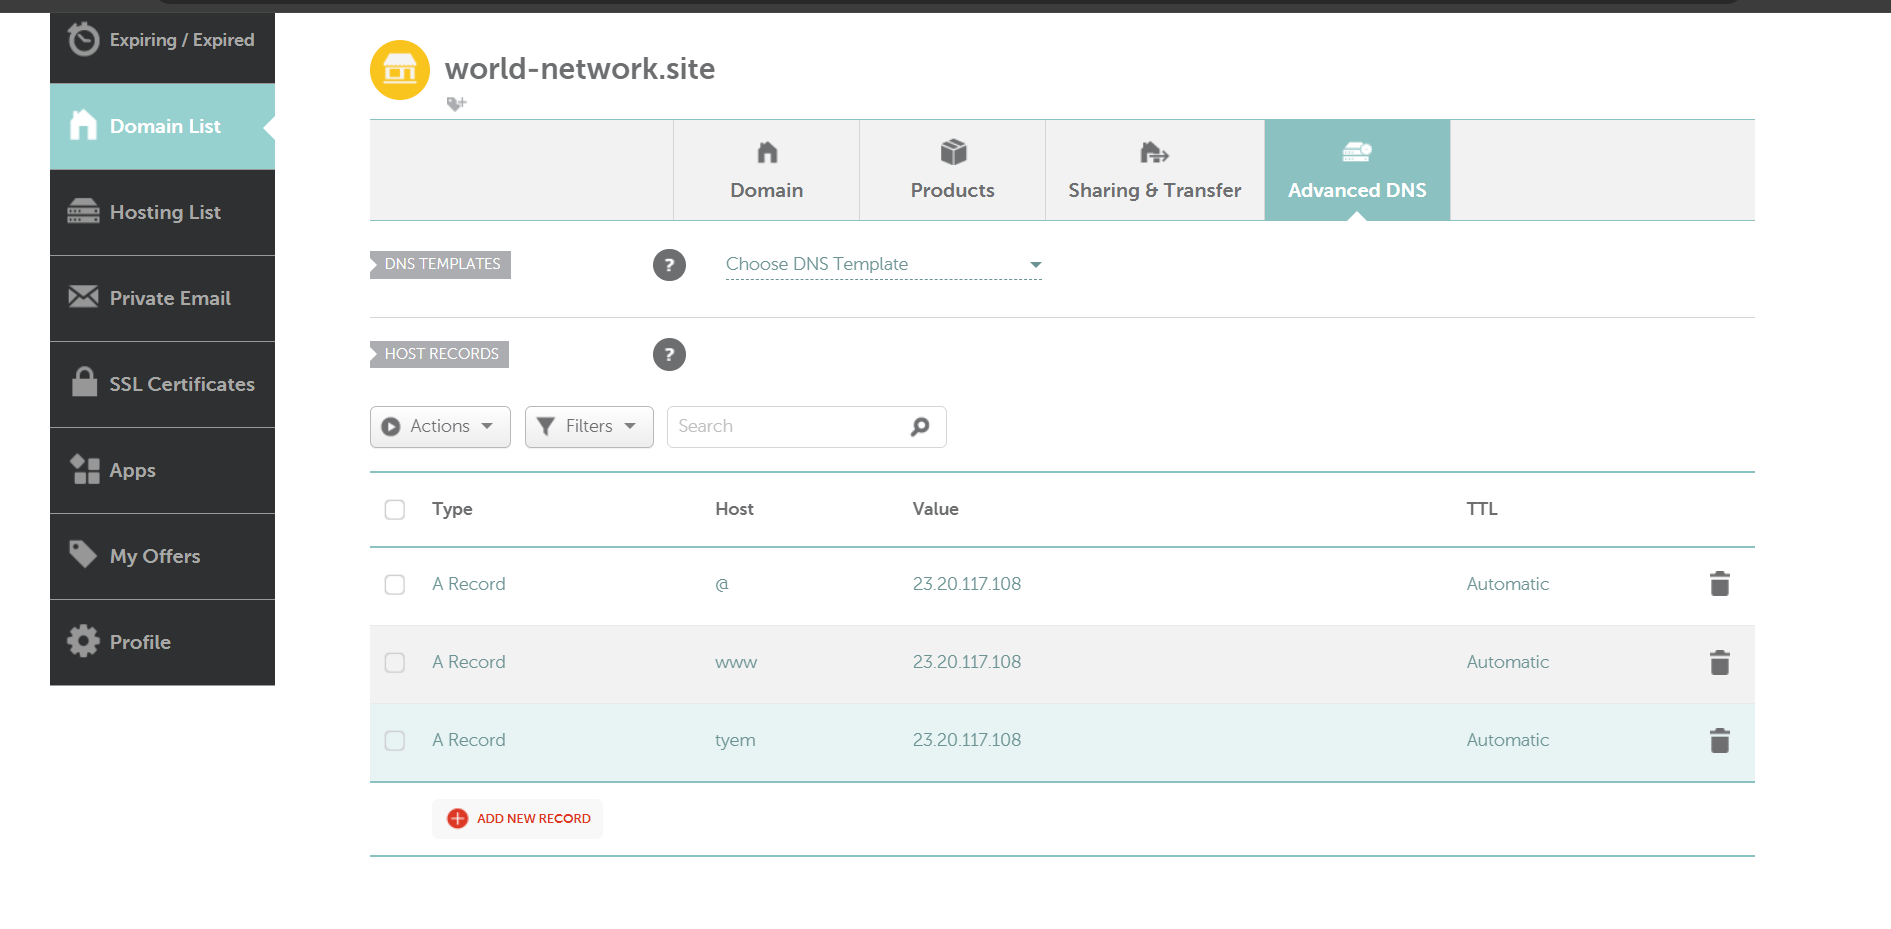 Expiring / Expired
Domain List
Hosting List
Private Email
SSL Certificates
Apps
My Offers
Profile
world-network.site
Domain
Products
Sharing & Transfer
Advanced DNS
DNS TEMPLATES
?
Choose DNS Template
HOST RECORDS
?
Actions
Filters
Search
Type Host Value TTL
A Record @ 23.20.117.108 Automatic
A Record www 23.20.117.108 Automatic
A Record tyem 23.20.117.108 Automatic
ADD NEW RECORD